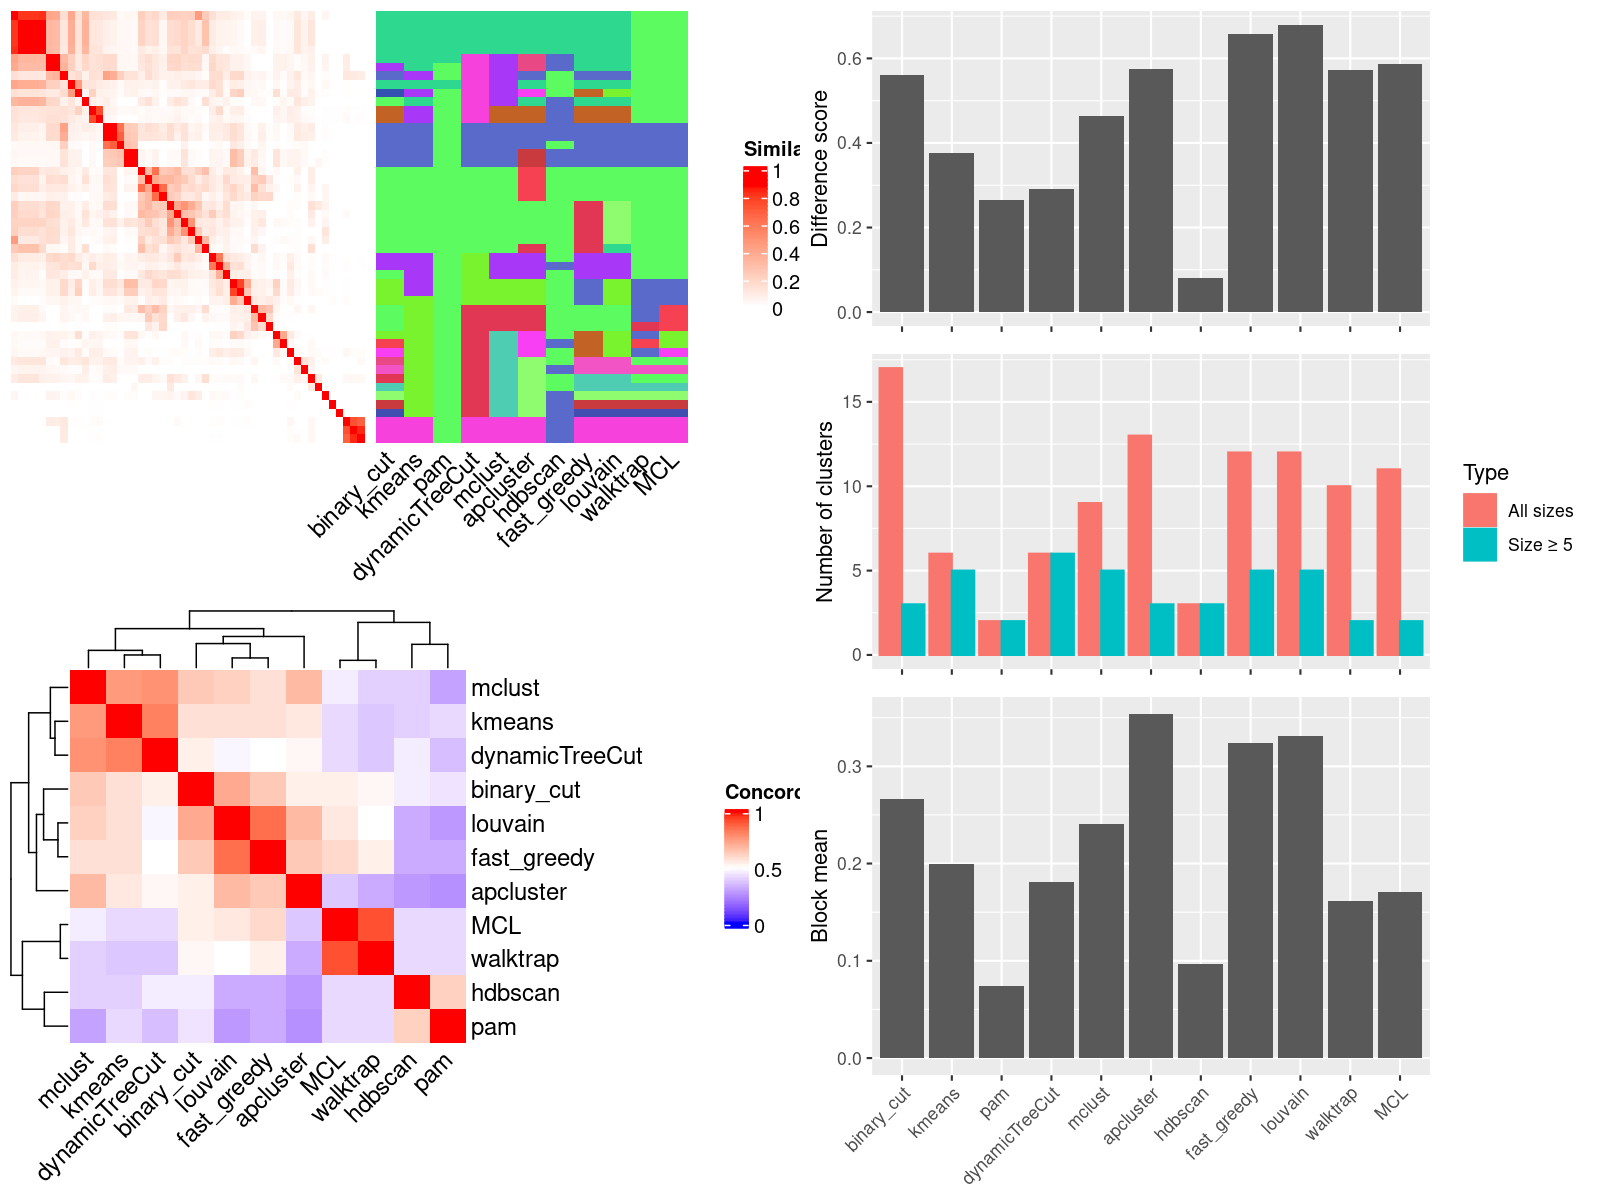 Simila
1
0.8
0.6
0.4
0.2
0
binary_cut
kmeans
pam
dynamicTreeCut
mclust
apcluster
hdbscan
fast_greedy
louvain
walktrap
MCL
mclust
kmeans
dynamicTreeCut
binary_cut
louvain
fast_greedy
apcluster
MCL
walktrap
hdbscan
pam
mclust
kmeans
dynamicTreeCut
binary_cut
louvain
fast_greedy
apcluster
MCL
walktrap
hdbscan
pam
Concord
1
0.5
0
Difference score
0.6
0.4
0.2
0.0
Number of clusters
15
10
5
0
Type
All sizes
Size ≥ 5
Block mean
0.3
0.2
0.1
0.0
binary_cut
kmeans
pam
dynamicTreeCut
mclust
apcluster
hdbscan
fast_greedy
louvain
walktrap
MCL